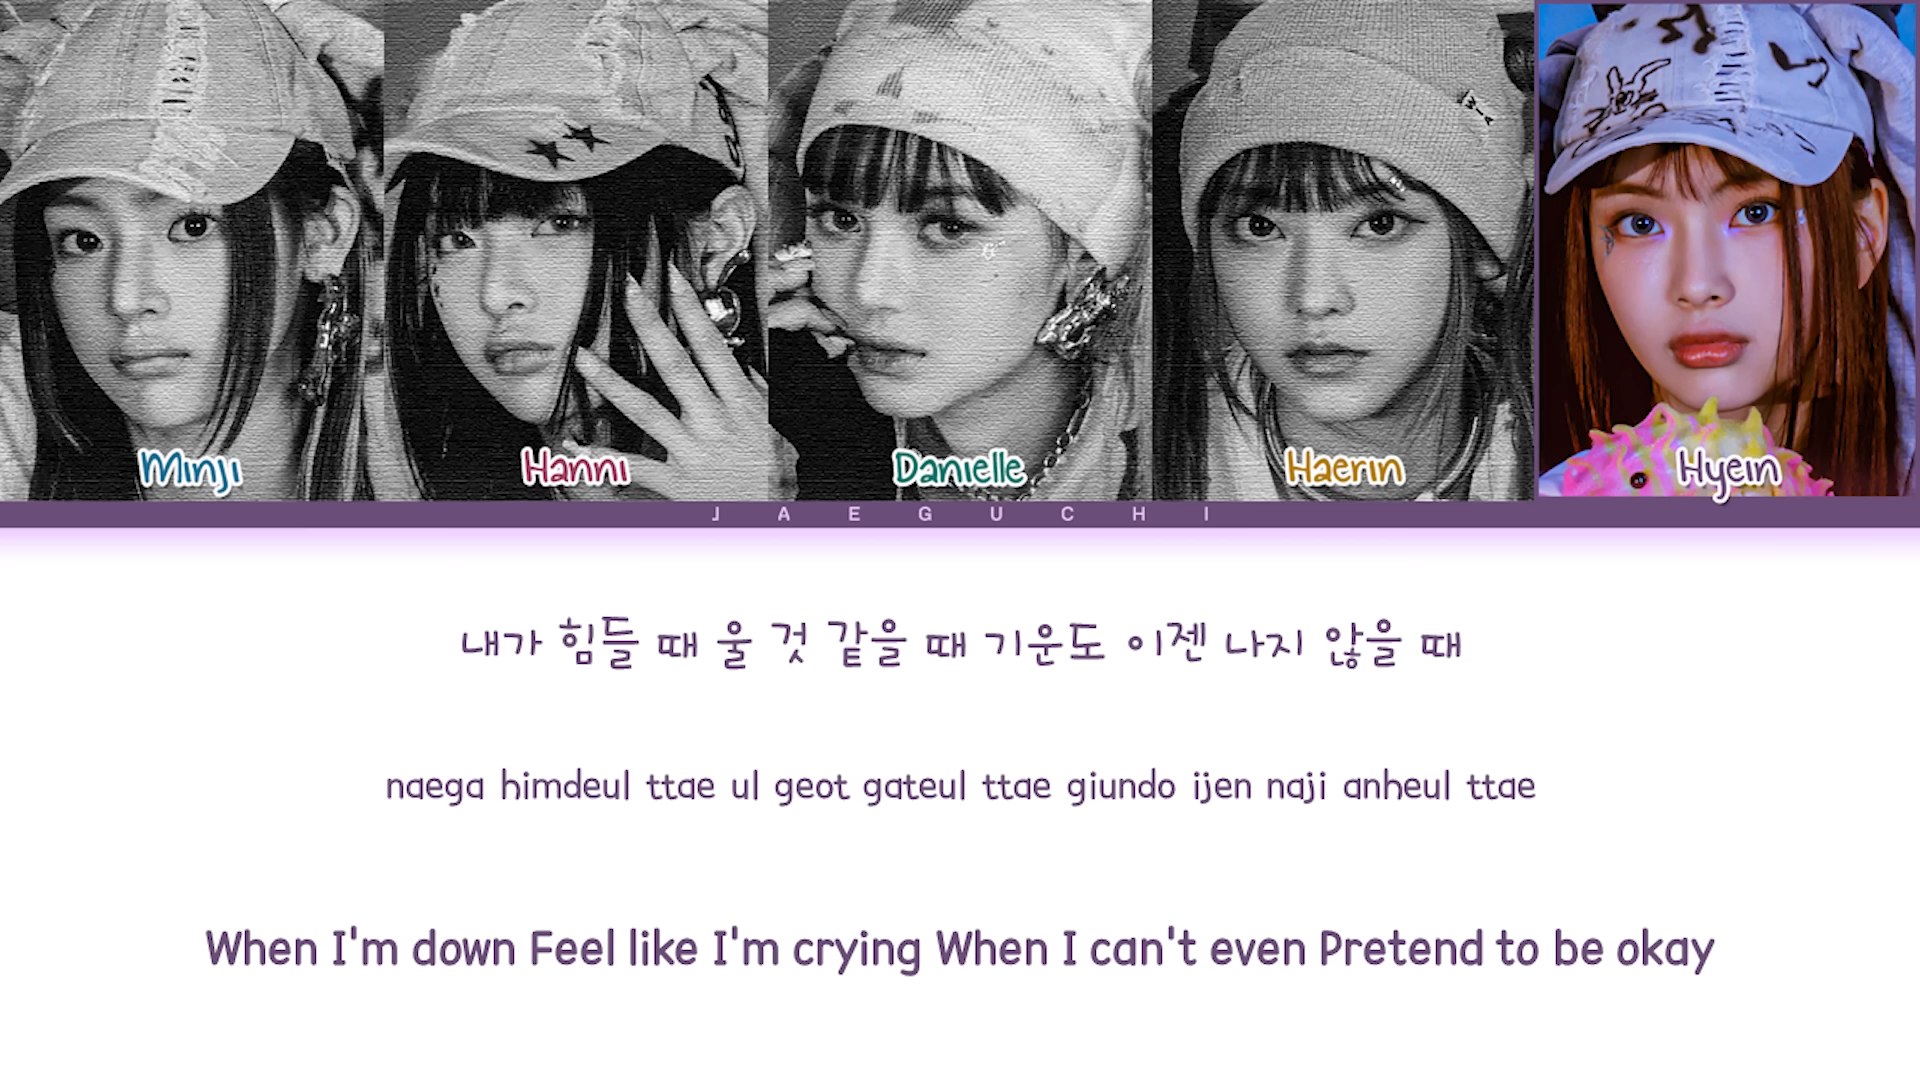 W I A
Minji
Hanni
Danielle
Haerin
Hyein
JAEGUCHI
내가 힘들 때 울 것 같을 때 기운도 이젠 나지 않을 때
naega himdeul ttae ul geot gateul ttae giundo ijen naji anheul ttae
When I'm down Feel like I'm crying When I can't even Pretend to be okay